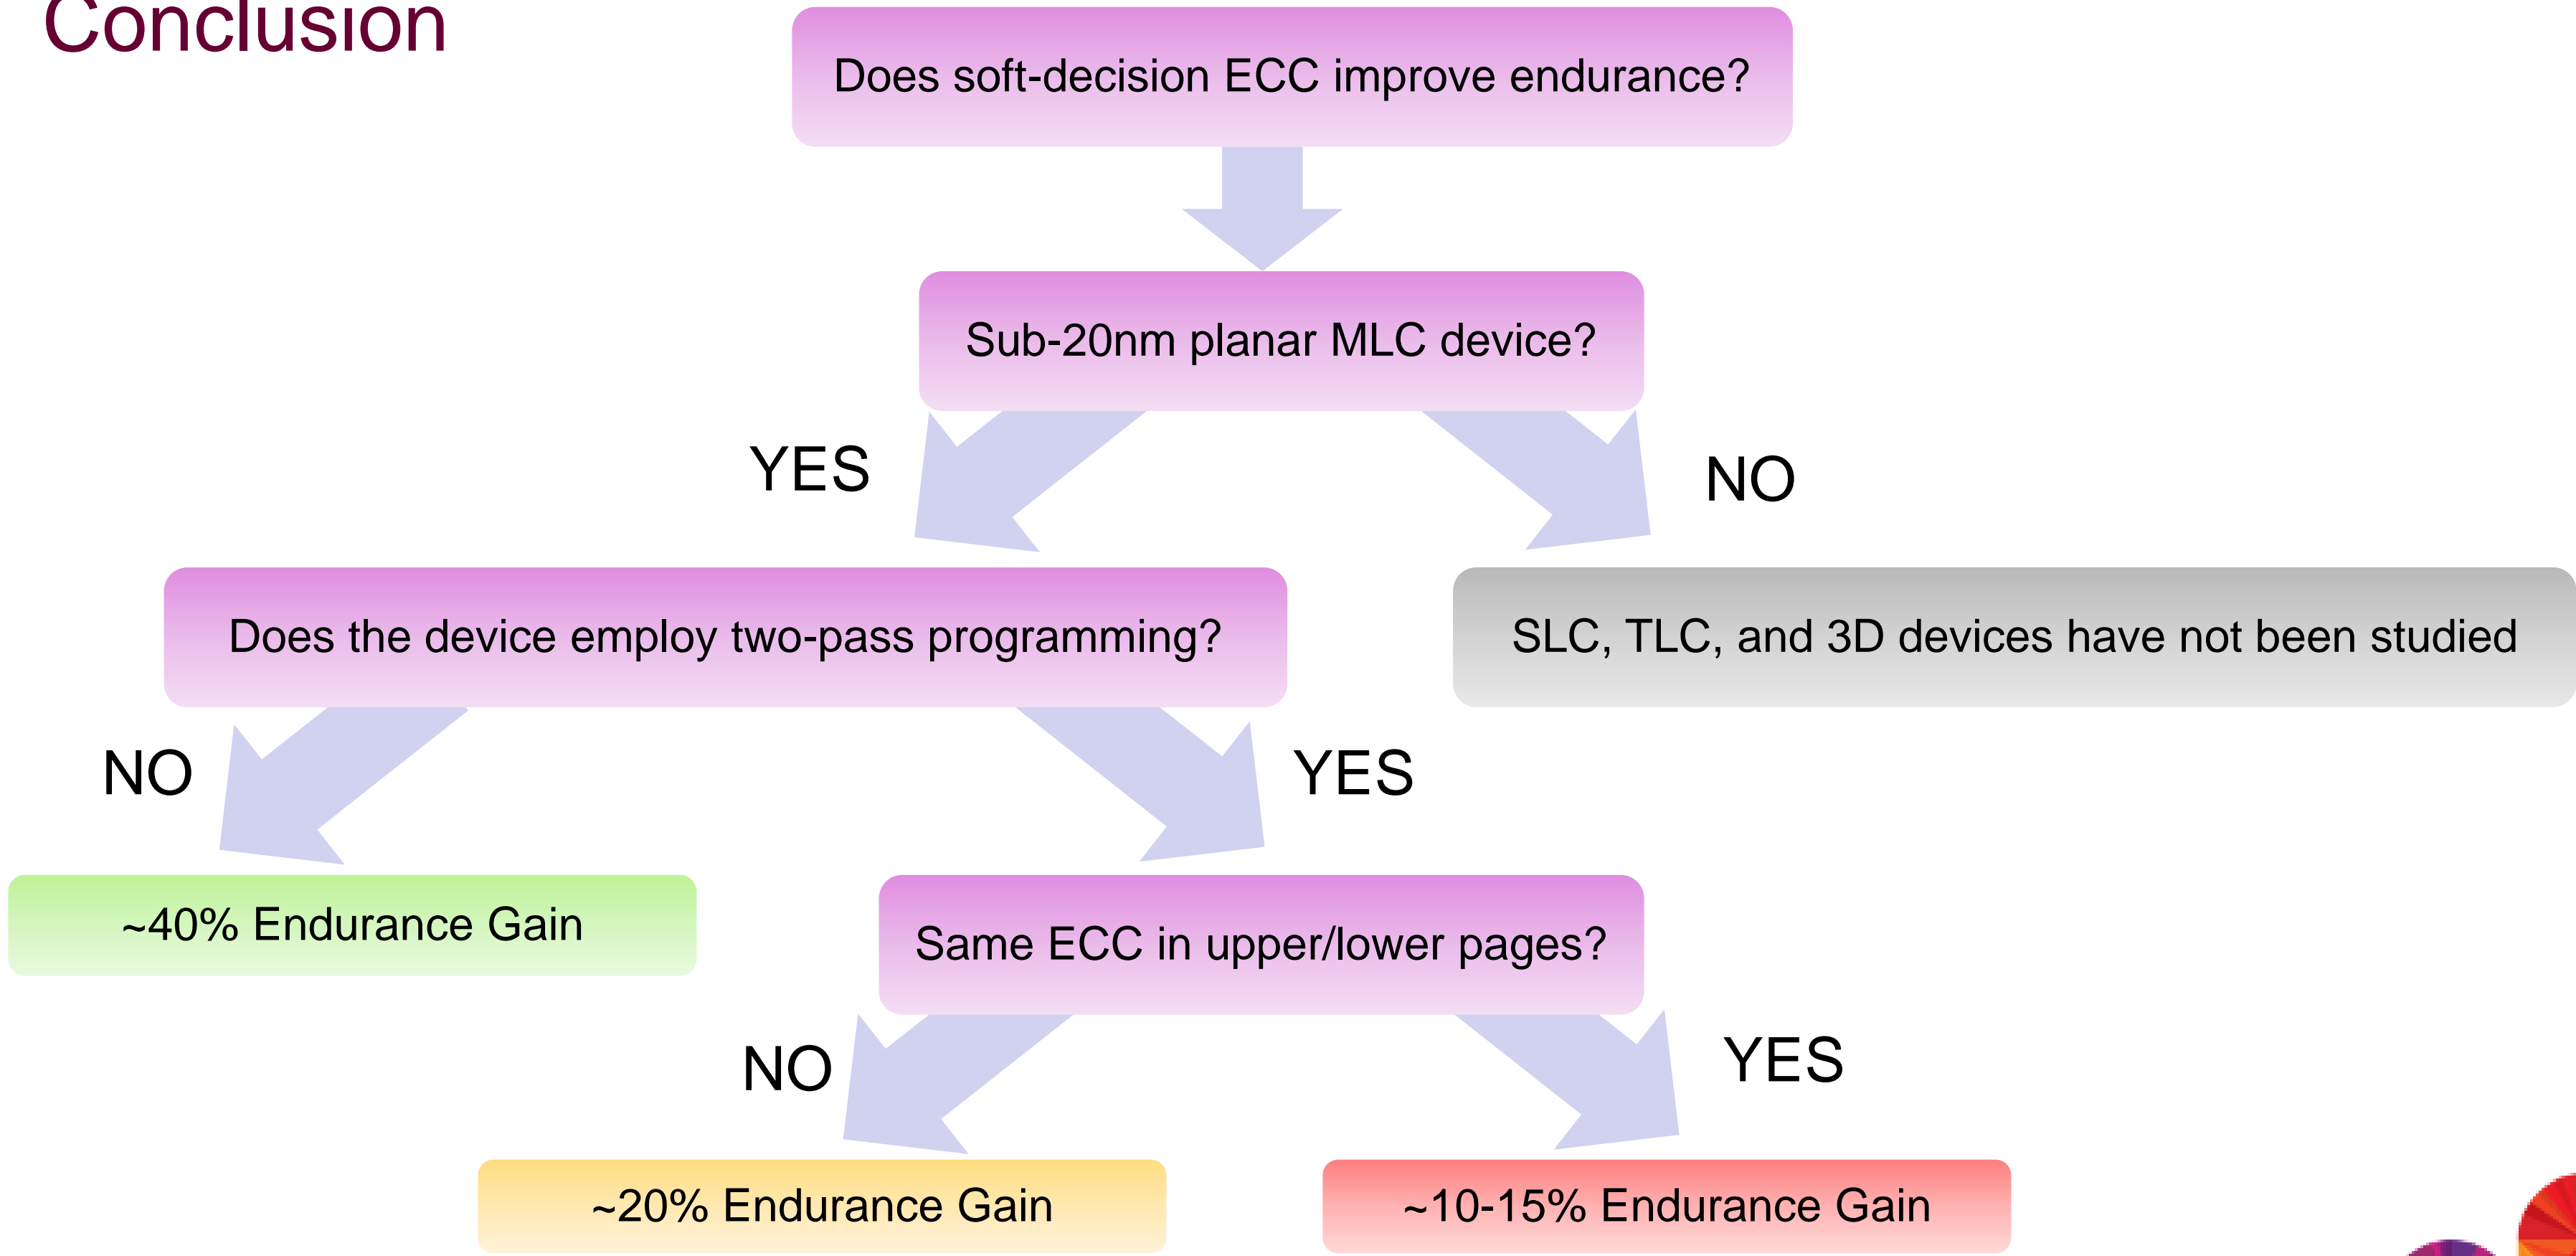 Conclusion
Does soft-decision ECC improve endurance?
Sub-20nm planar MLC device?
YES
NO
Does the device employ two-pass programming?
SLC, TLC, and 3D devices have not been studied
NO
YES
~40% Endurance Gain
Same ECC in upper/lower pages?
NO
YES
~20% Endurance Gain
~10-15% Endurance Gain